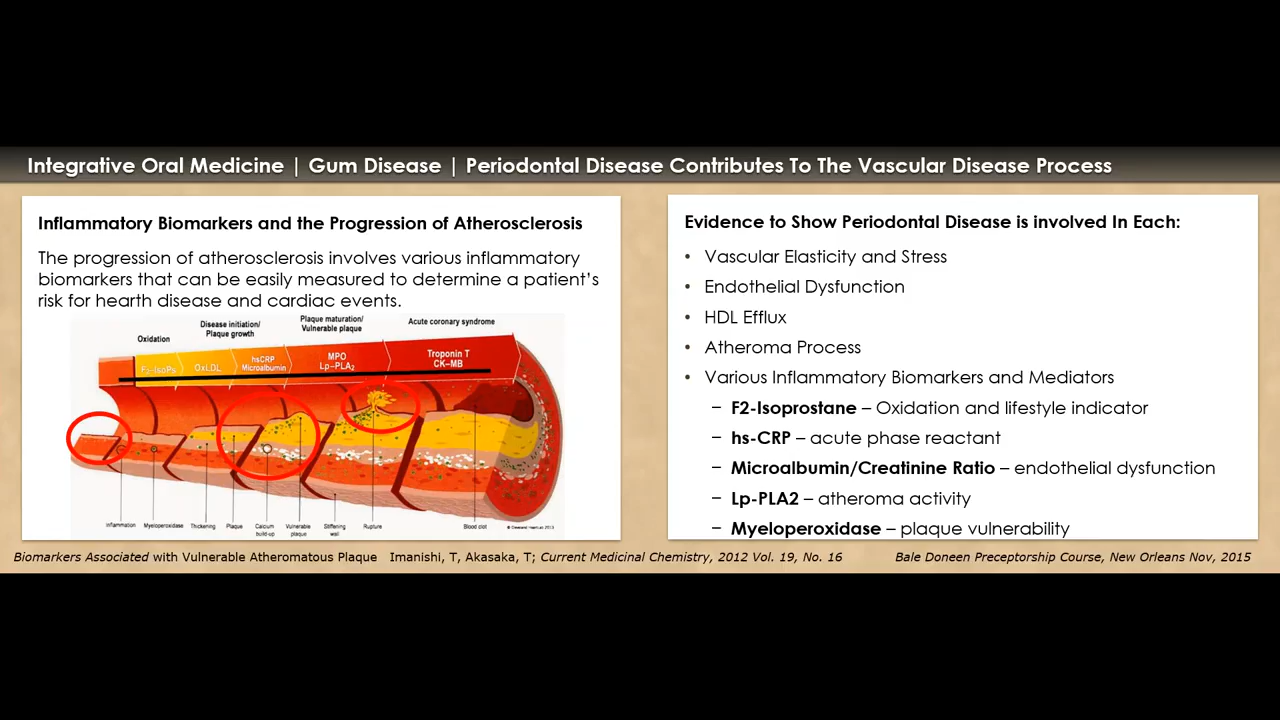 Integrative Oral Medicine | Gum Disease | Periodontal Disease Contributes To The Vascular Disease Process
Inflammatory Biomarkers and the Progression of Atherosclerosis
The progression of atherosclerosis involves various inflammatory
biomarkers that can be easily measured to determine a patient's
risk for hearth disease and cardiac events.
Oxidation
Disease initiation/
Plaque growth
Plaque maturation/
Vulnerable plaque
Acute coronary syndrome
F2-IsoPs
OxLDL
hsCRP
Microalbumin
MPO
Lp-PLA2
Troponin T
CK-MB
Inflammation
Myeloperoxidase
Thickening
Plaque
Calcium
build-up
Vulnerable
plaque
Stiffening
wall
Rupture
Blood clot
Evidence to Show Periodontal Disease is involved In Each:
• Vascular Elasticity and Stress
• Endothelial Dysfunction
• HDL Efflux
• Atheroma Process
• Various Inflammatory Biomarkers and Mediators
– F2-Isoprostane – Oxidation and lifestyle indicator
– hs-CRP – acute phase reactant
– Microalbumin/Creatinine Ratio – endothelial dysfunction
– Lp-PLA2 – atheroma activity
– Myeloperoxidase – plaque vulnerability
Biomarkers Associated with Vulnerable Atheromatous Plaque Imanishi, T, Akasaka, T; Current Medicinal Chemistry, 2012 Vol. 19, No. 16
Bale Doneen Preceptorship Course, New Orleans Nov, 2015